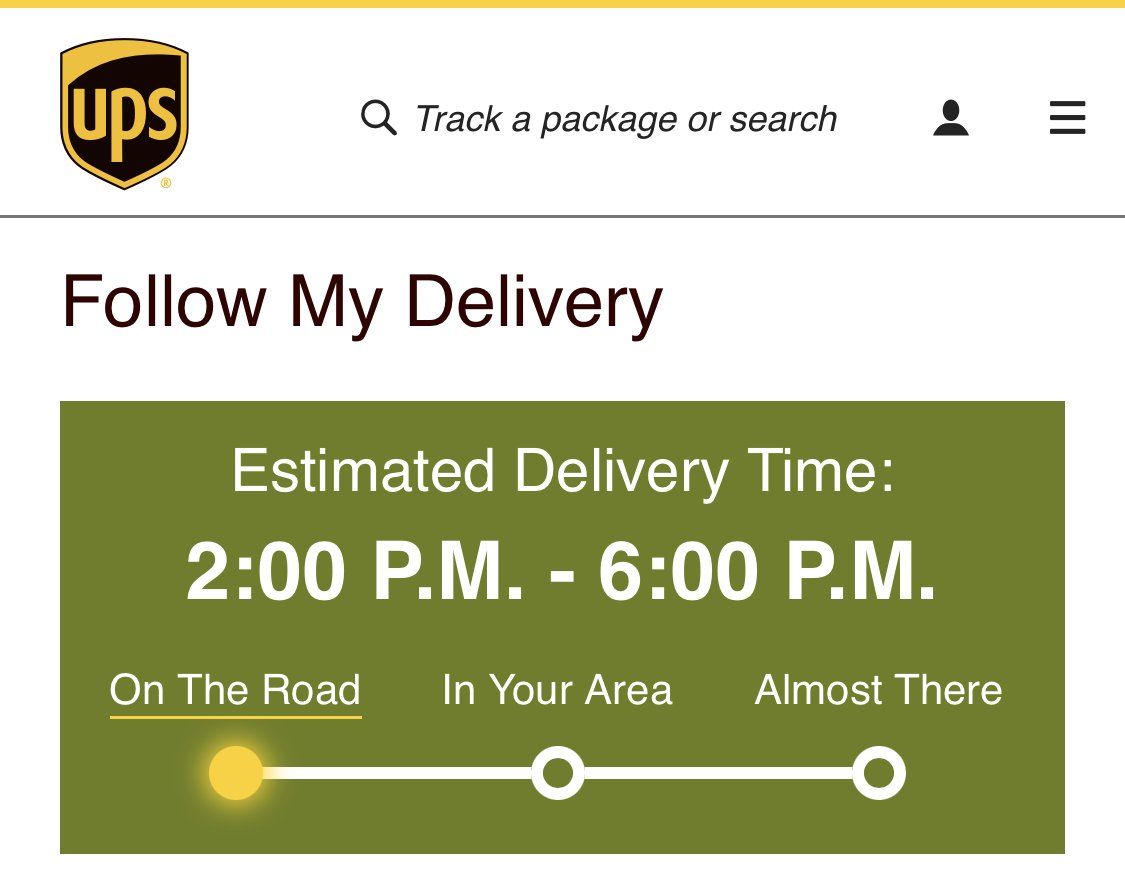 ups
®
Track a package or search
Follow My Delivery
Estimated Delivery Time:
2:00 P.M. - 6:00 P.M.
On The Road In Your Area Almost There